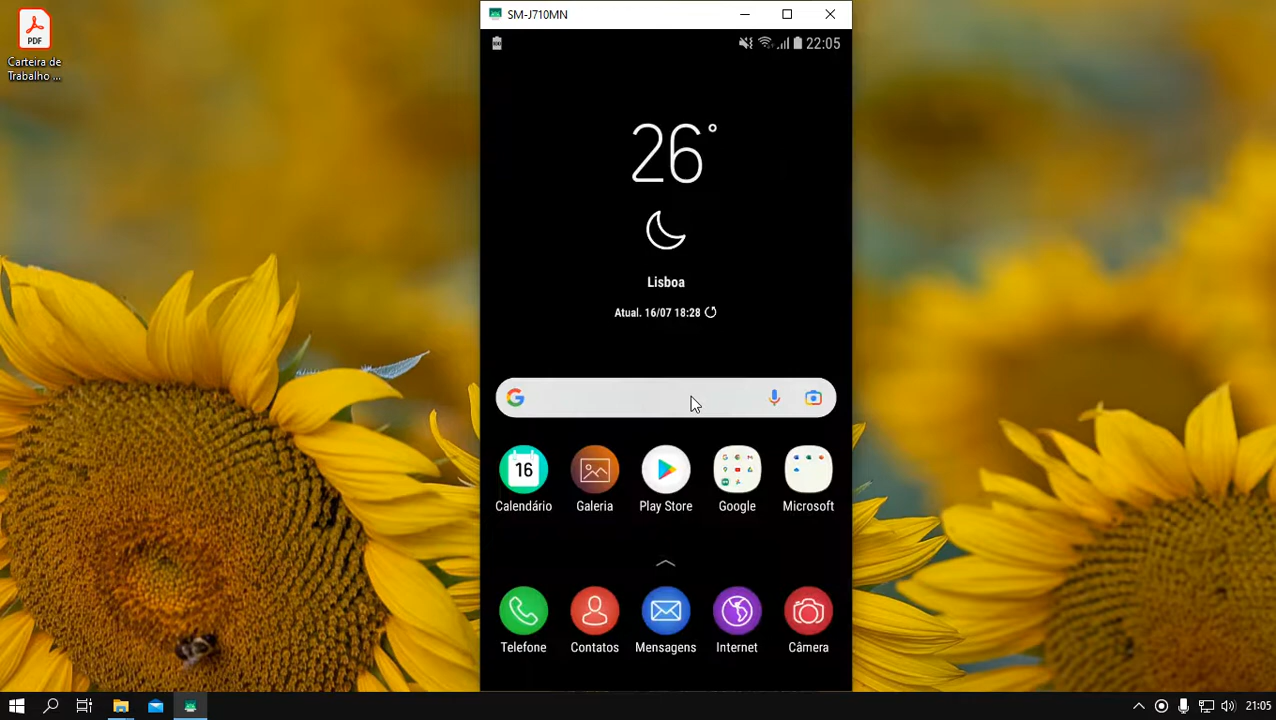 SM-J710MN
PDF
Carteira de
Trabalho ...
22:05
26°
Lisboa
Atual. 16/07 18:28
G
16
Calendário
Galeria
Play Store
Google
Microsoft
Telefone
Contatos
Mensagens
Internet
Câmera
21:05